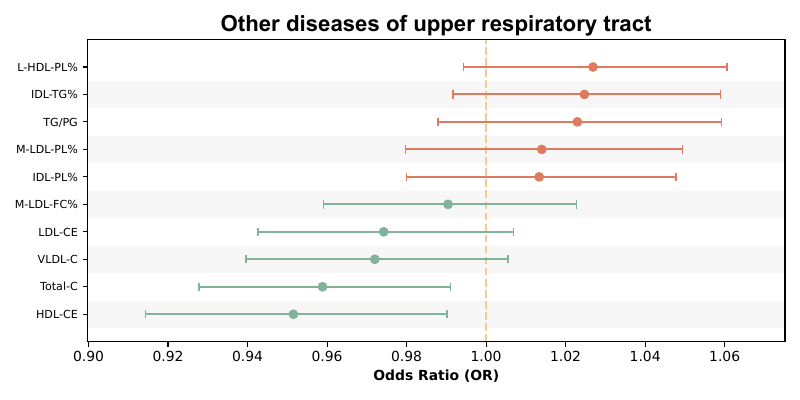 Other diseases of upper respiratory tract
L-HDL-PL%
IDL-TG%
TG/PG
M-LDL-PL%
IDL-PL%
M-LDL-FC%
LDL-CE
VLDL-C
Total-C
HDL-CE
0.90 0.92 0.94 0.96 0.98 1.00 1.02 1.04 1.06
Odds Ratio (OR)